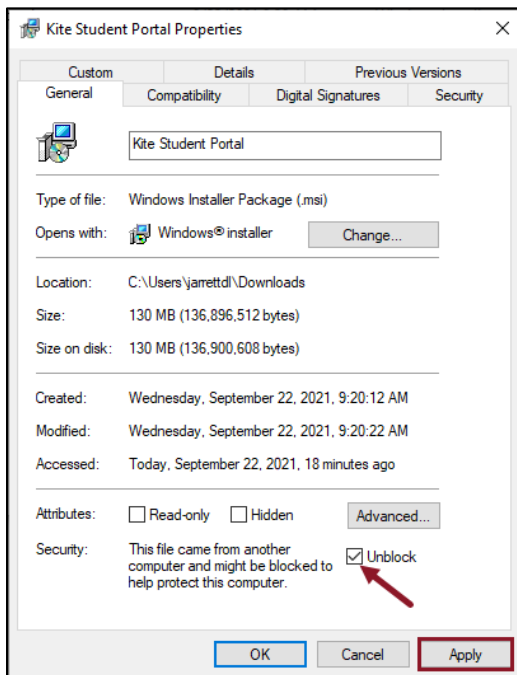 Kite Student Portal Properties
Custom Details Previous Versions
General Compatibility Digital Signatures Security
Kite Student Portal
Type of file: Windows Installer Package (.msi)
Opens with: Windows® installer Change...
Location: C:\Users\jarrettdl\Downloads
Size: 130 MB (136,896,512 bytes)
Size on disk: 130 MB (136,900,608 bytes)
Created: Wednesday, September 22, 2021, 9:20:12 AM
Modified: Wednesday, September 22, 2021, 9:20:22 AM
Accessed: Today, September 22, 2021, 18 minutes ago
Attributes: Read-only Hidden Advanced...
Security: This file came from another
computer and might be blocked to
help protect this computer.
Unblock
OK Cancel Apply